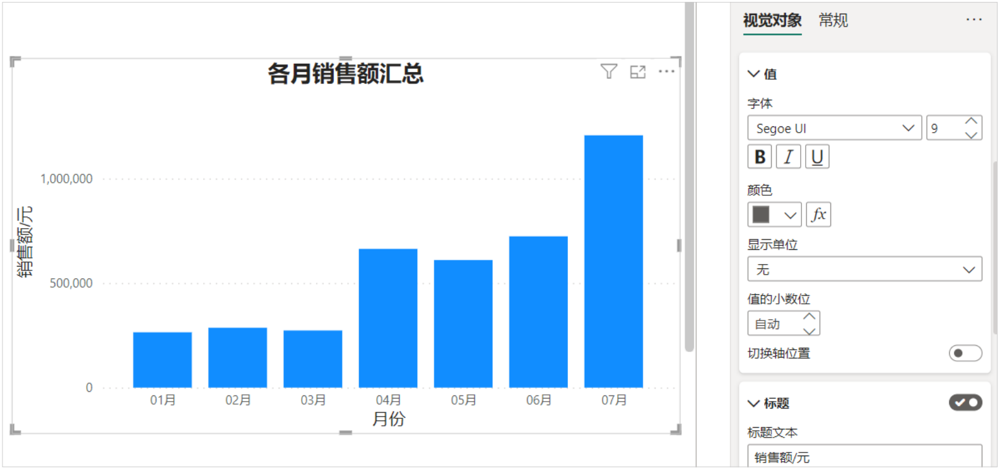 视觉对象 常规
各月销售额汇总
值
字体
Segoe UI 9
B I U
颜色
fx
显示单位
无
值的小数位
自动
切换轴位置
标题
标题文本
销售额/元
销售额/元
1,000,000
500,000
0
01月 02月 03月 04月 05月 06月 07月
月份